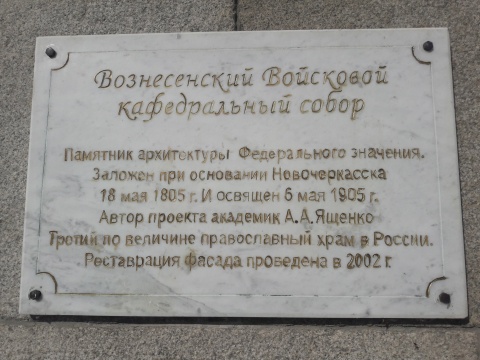 Вознесенский Войсковой
кафедральный собор
Памятник архитектуры Федерального значения.
Заложен при основании Новочеркасска
18 мая 1805 г. И освящен 6 мая 1905 г.
Автор проекта академик А.А.Ященко
Третий по величине православный храм в России.
Реставрация фасада проведена в 2002 г